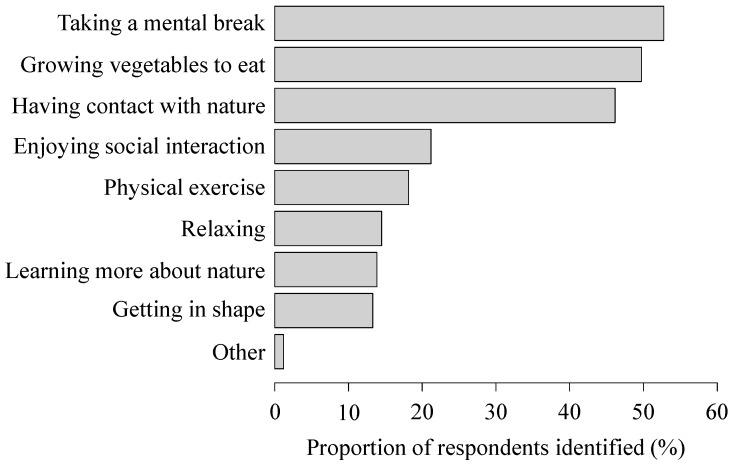 Taking a mental break
Growing vegetables to eat
Having contact with nature
Enjoying social interaction
Physical exercise
Relaxing
Learning more about nature
Getting in shape
Other
0 10 20 30 40 50 60
Proportion of respondents identified (%)